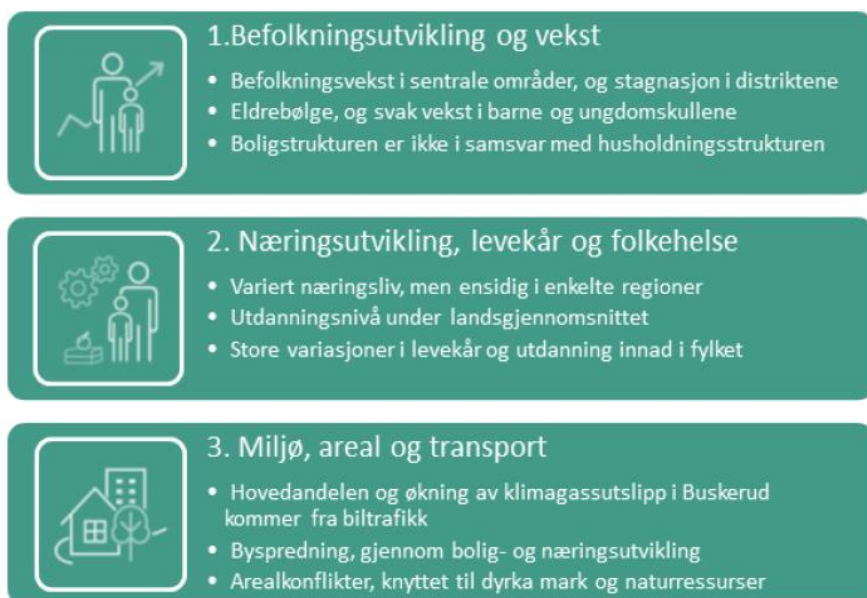 1.Befolkningsutvikling og vekst
• Befolkningsvekst i sentrale områder, og stagnasjon i distriktene
• Eldrebølge, og svak vekst i barne og ungdomskullene
• Boligstrukturen er ikke i samsvar med husholdningsstrukturen
2. Næringsutvikling, levekår og folkehelse
• Variert næringsliv, men ensidig i enkelte regioner
• Utdanningsnivå under landsgjennomsnittet
• Store variasjoner i levekår og utdanning innad i fylket
3. Miljø, areal og transport
• Hovedandelen og økning av klimagassutslipp i Buskerud
kommer fra biltrafikk
• Byspredning, gjennom bolig- og næringsutvikling
• Arealkonflikter, knyttet til dyrka mark og naturressurser